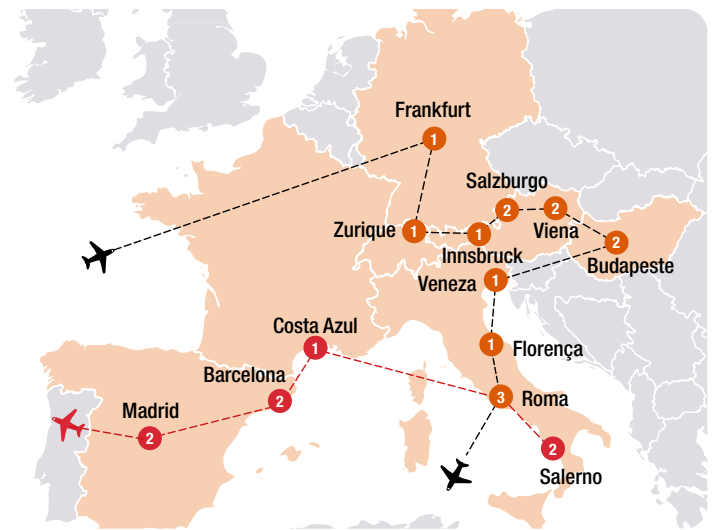 Frankfurt
1
Salzburgo
2
2
Zurique
1
1
Viena
2
Innsbruck
Budapeste
Veneza
1
Costa Azul
1
1
Florença
Barcelona
2
3
Roma
Madrid
2
2
Salerno